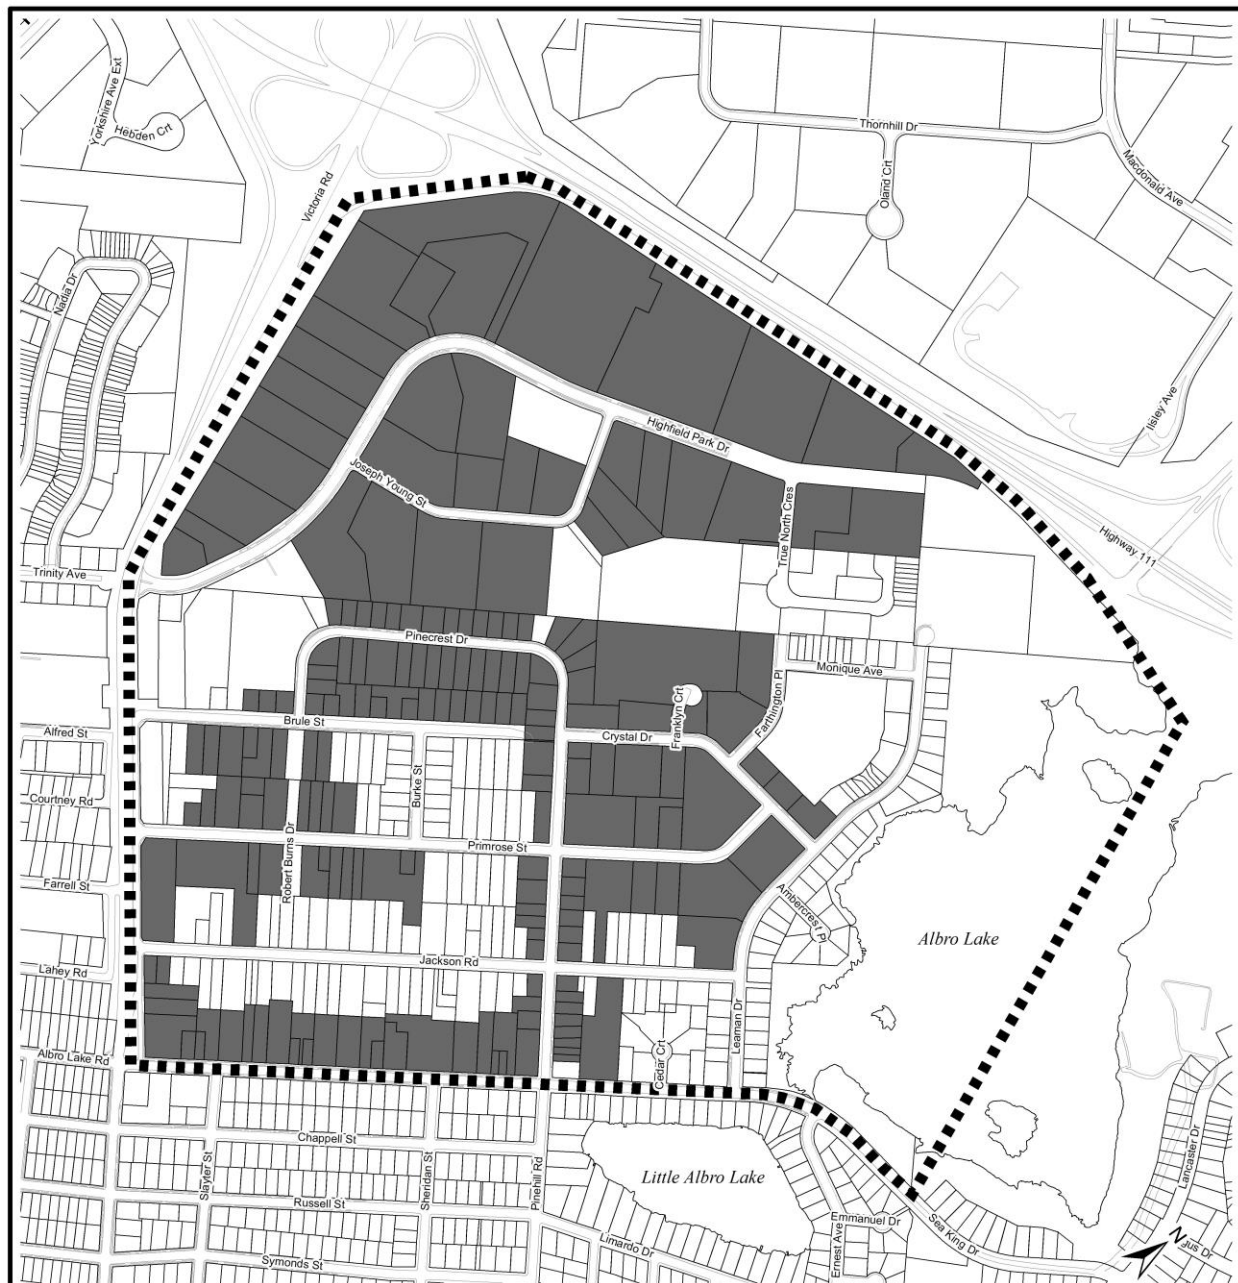 Yorkshire Ave Ext
Hebden Crt
Victoria Rd
Thornhill Dr
Oland Crt
Macdonald Ave
Nadia Dr
Ilsley Ave
Highfield Park Dr
Joseph Young St
True North Cres
Highway 111
Trinity Ave
Pinecrest Dr
Monique Ave
Farthington Pl
Franklyn Crt
Brule St
Crystal Dr
Alfred St
Burke St
Courtney Rd
Robert Burns Dr
Primrose St
Farrell St
Ambercrest Pl
Albro Lake
Jackson Rd
Lahey Rd
Leaman Dr
Cedar Crt
Albro Lake Rd
Chappell St
Slayter St
Sheridan St
Pinehill Rd
Little Albro Lake
Lancaster Dr
Russell St
Emmanuel Dr
Ernest Ave
Sea King Dr
Limardo Dr
Symonds St
N
gus Dr